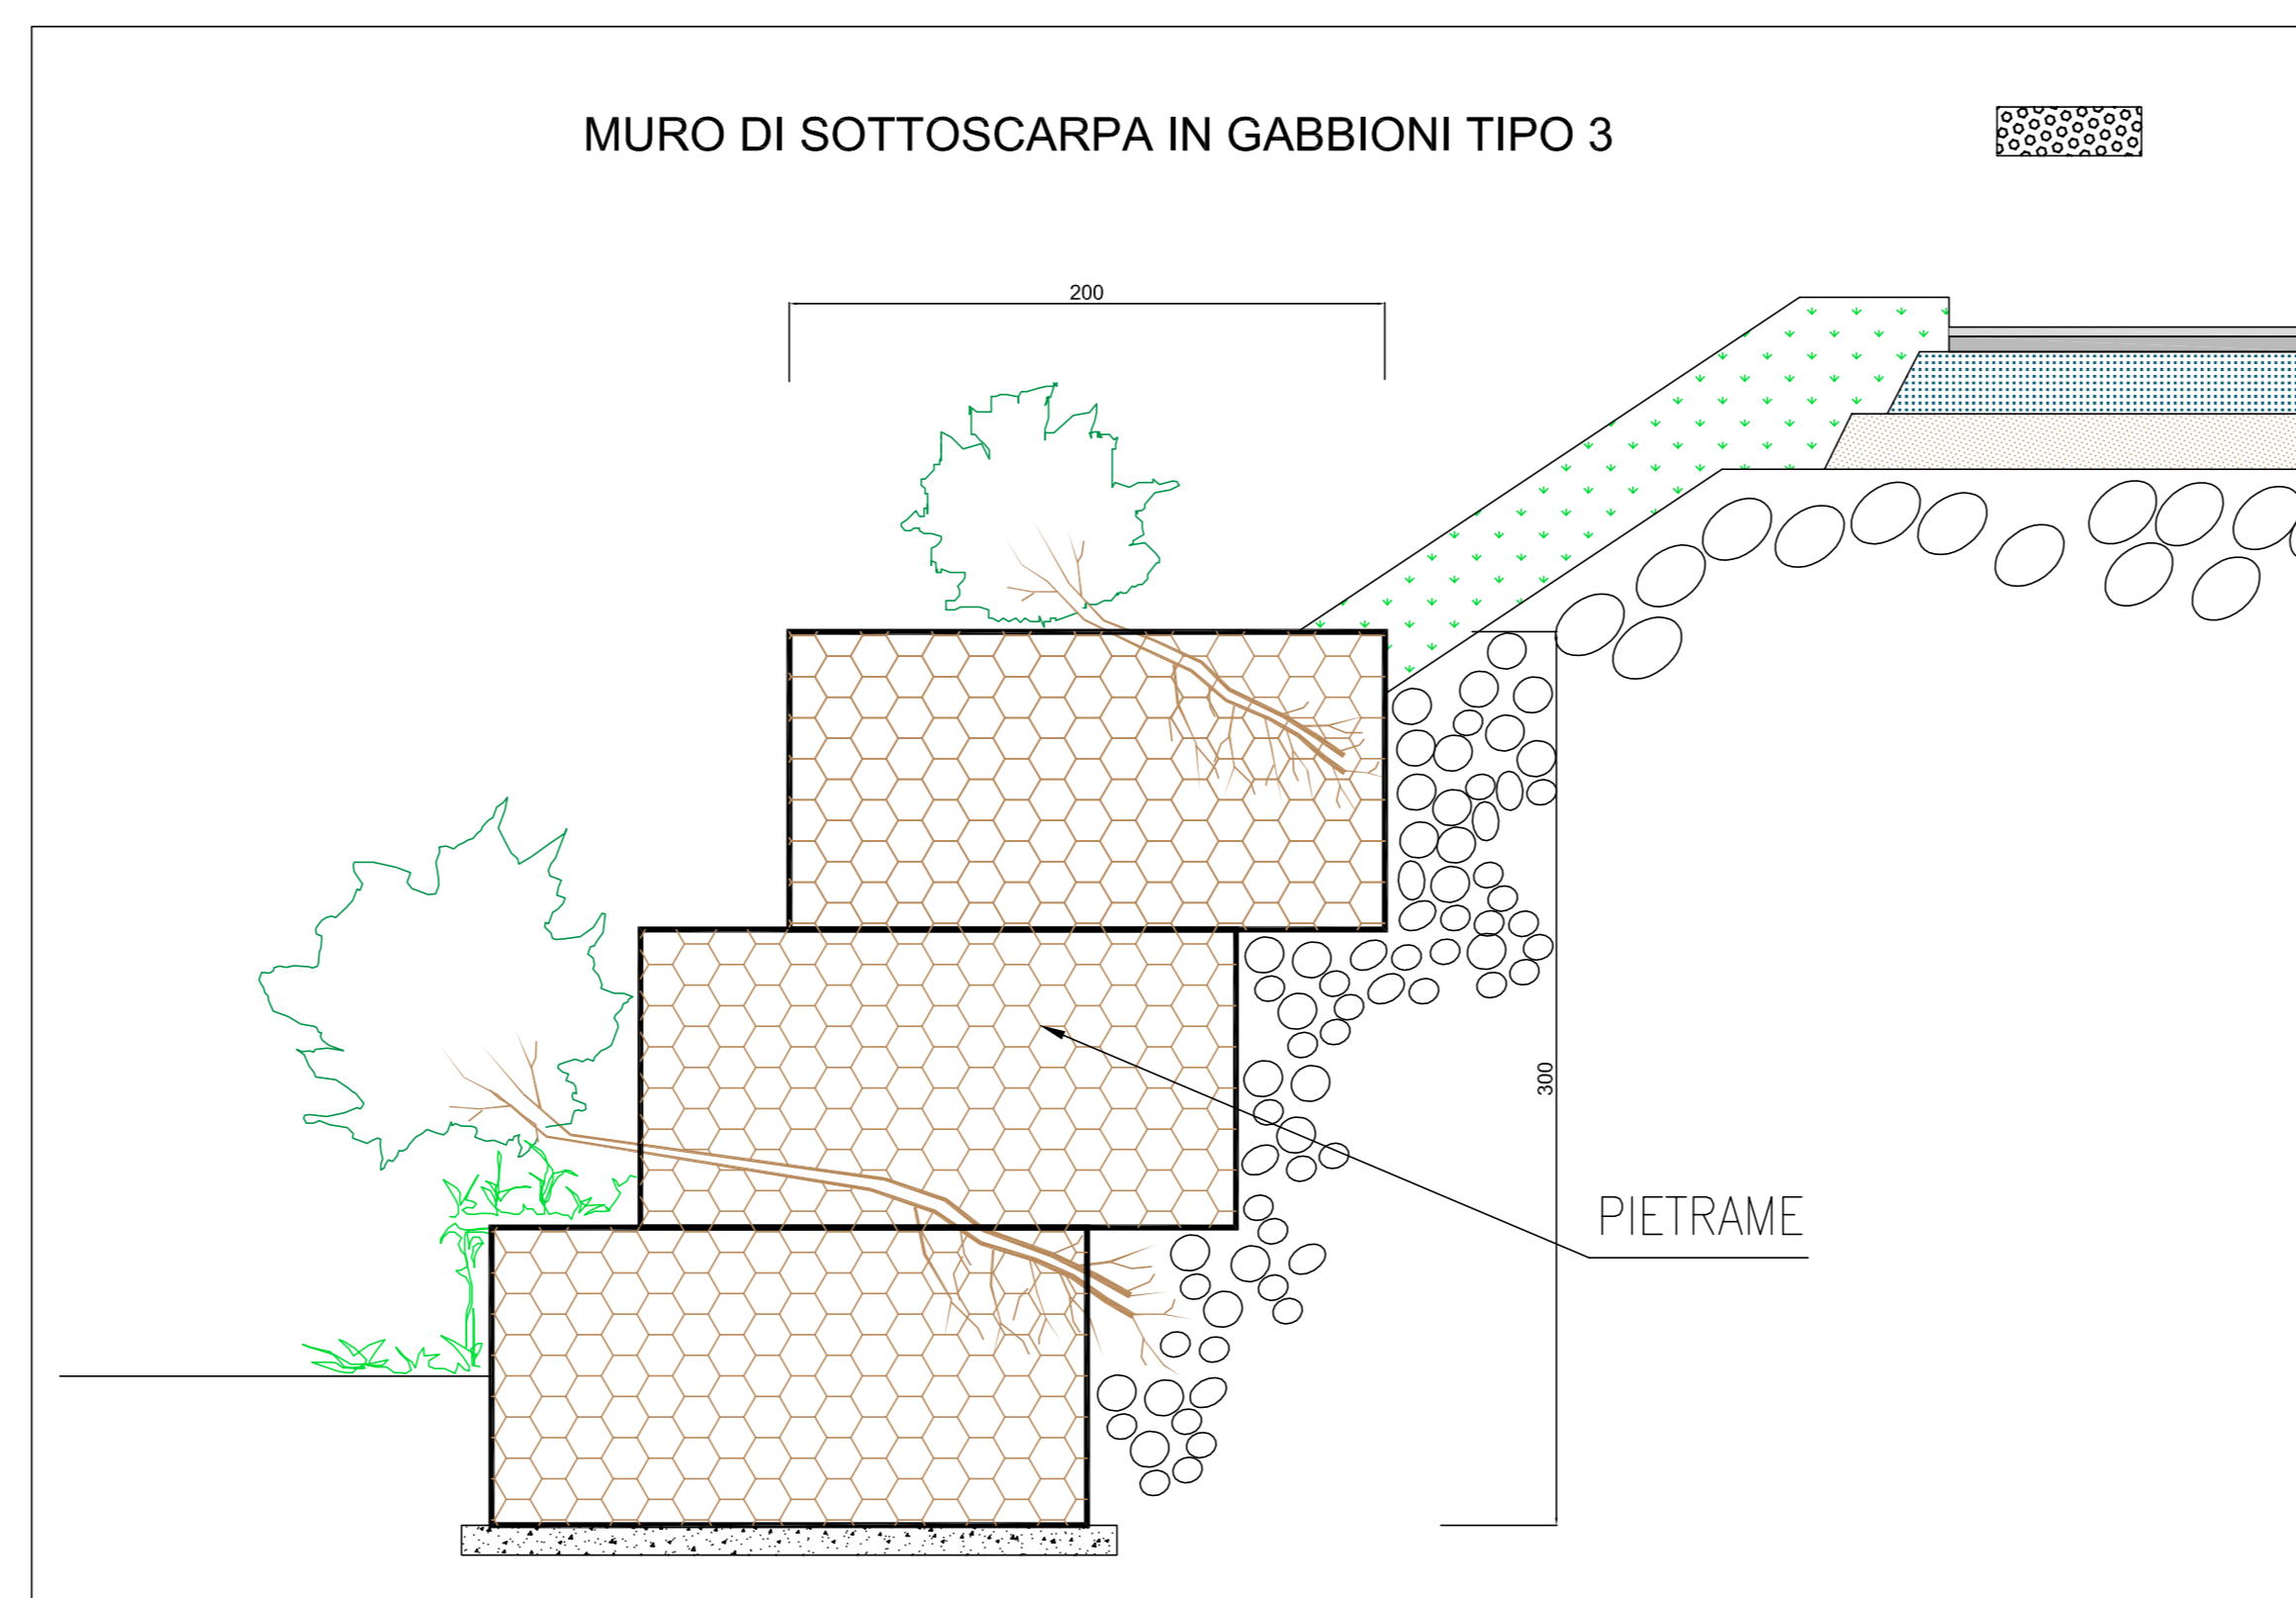 MURO DI SOTTOSCARPA IN GABBIONI TIPO 3
200
300
PIETRAME